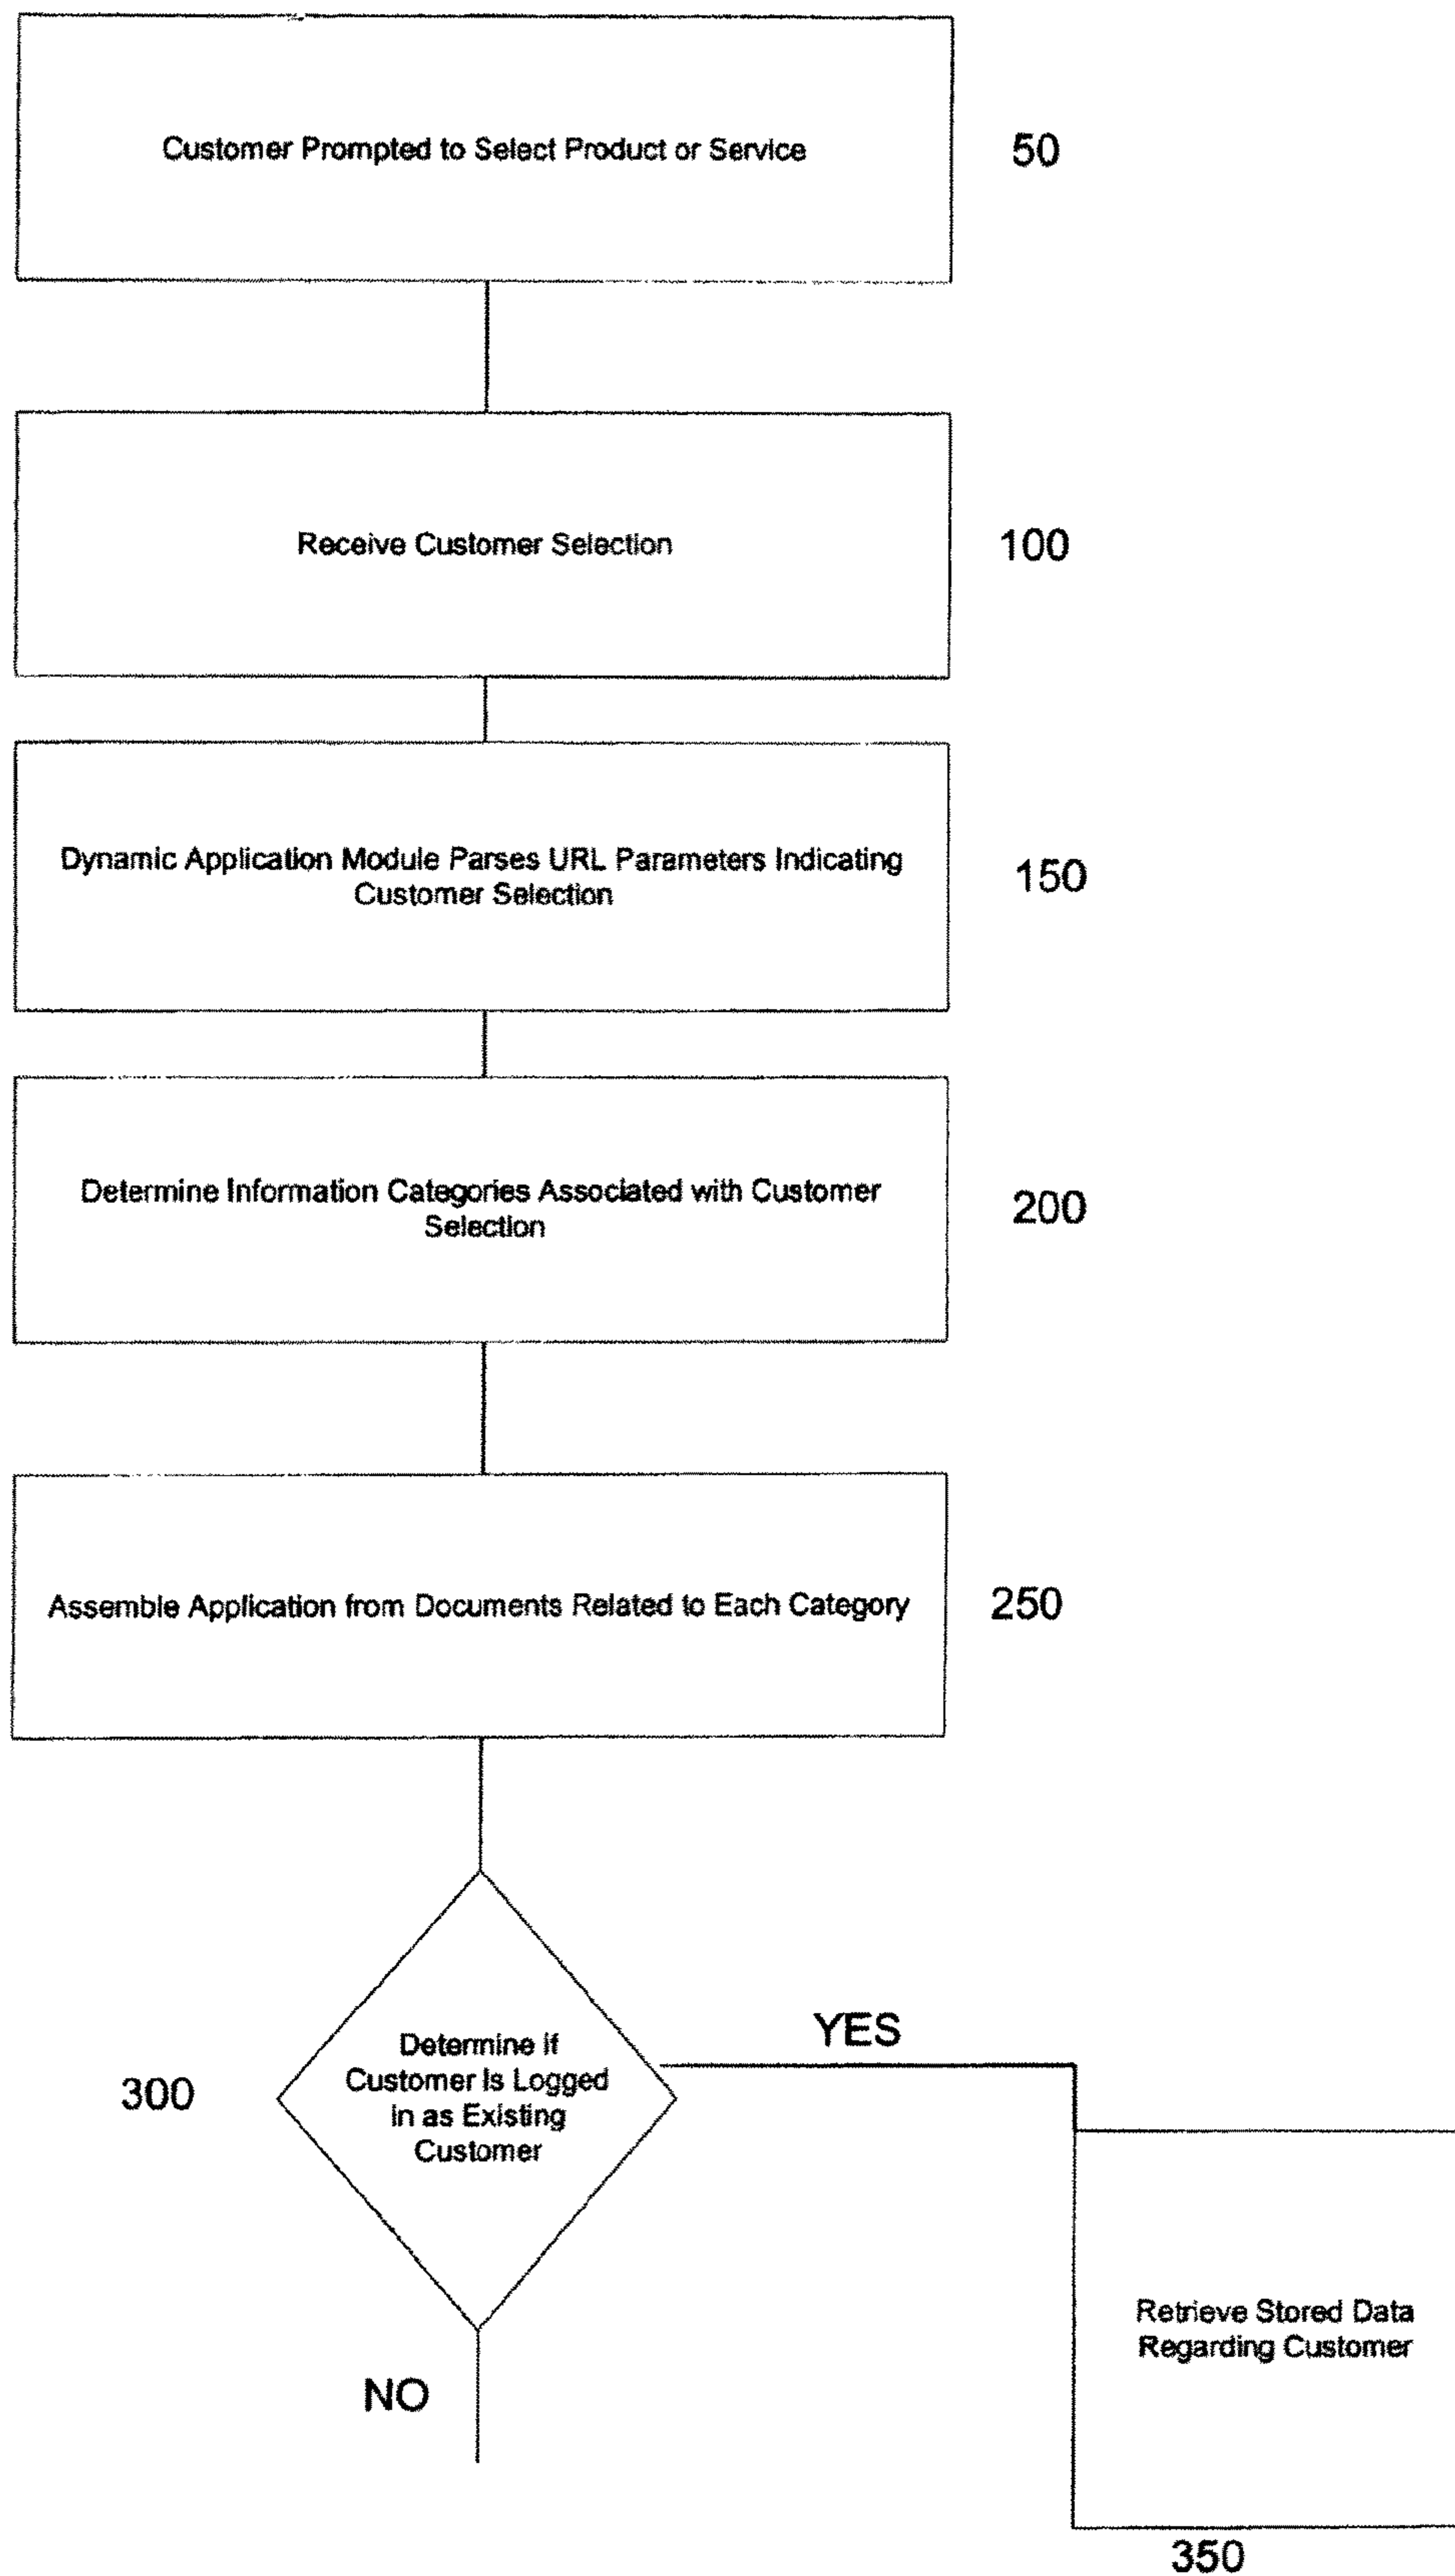 Customer Prompted to Select Product or Service
50
Receive Customer Selection
100
Dynamic Application Module Parses URL Parameters Indicating
Customer Selection
150
Determine Information Categories Associated with Customer
Selection
200
Assemble Application from Documents Related to Each Category
250
Determine if
Customer Is Logged
in as Existing
Customer
300
YES
NO
Retrieve Stored Data
Regarding Customer
350